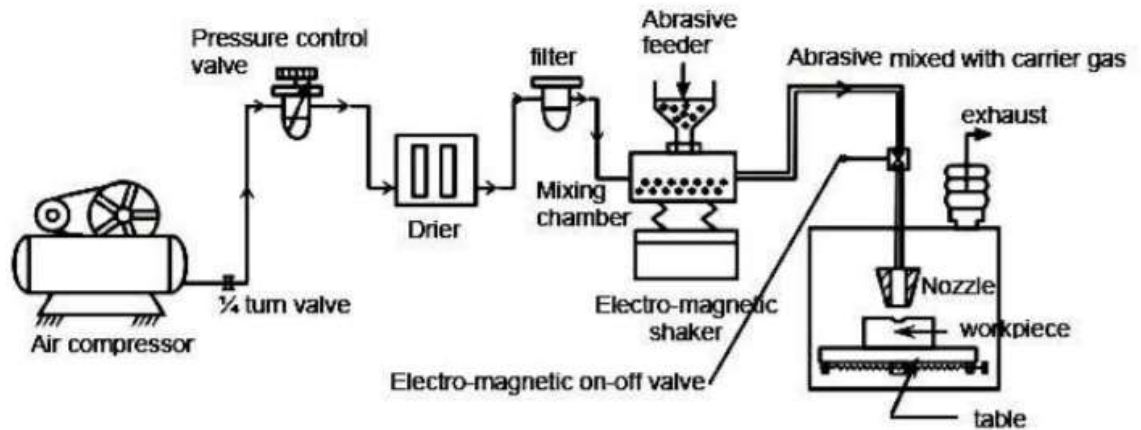 Pressure control
valve
filter
Abrasive
feeder
Abrasive mixed with carrier gas
exhaust
Drier
Mixing
chamber
Nozzle
¼ turn valve
Air compressor
Electro-magnetic
shaker
workpiece
Electro-magnetic on-off valve
table